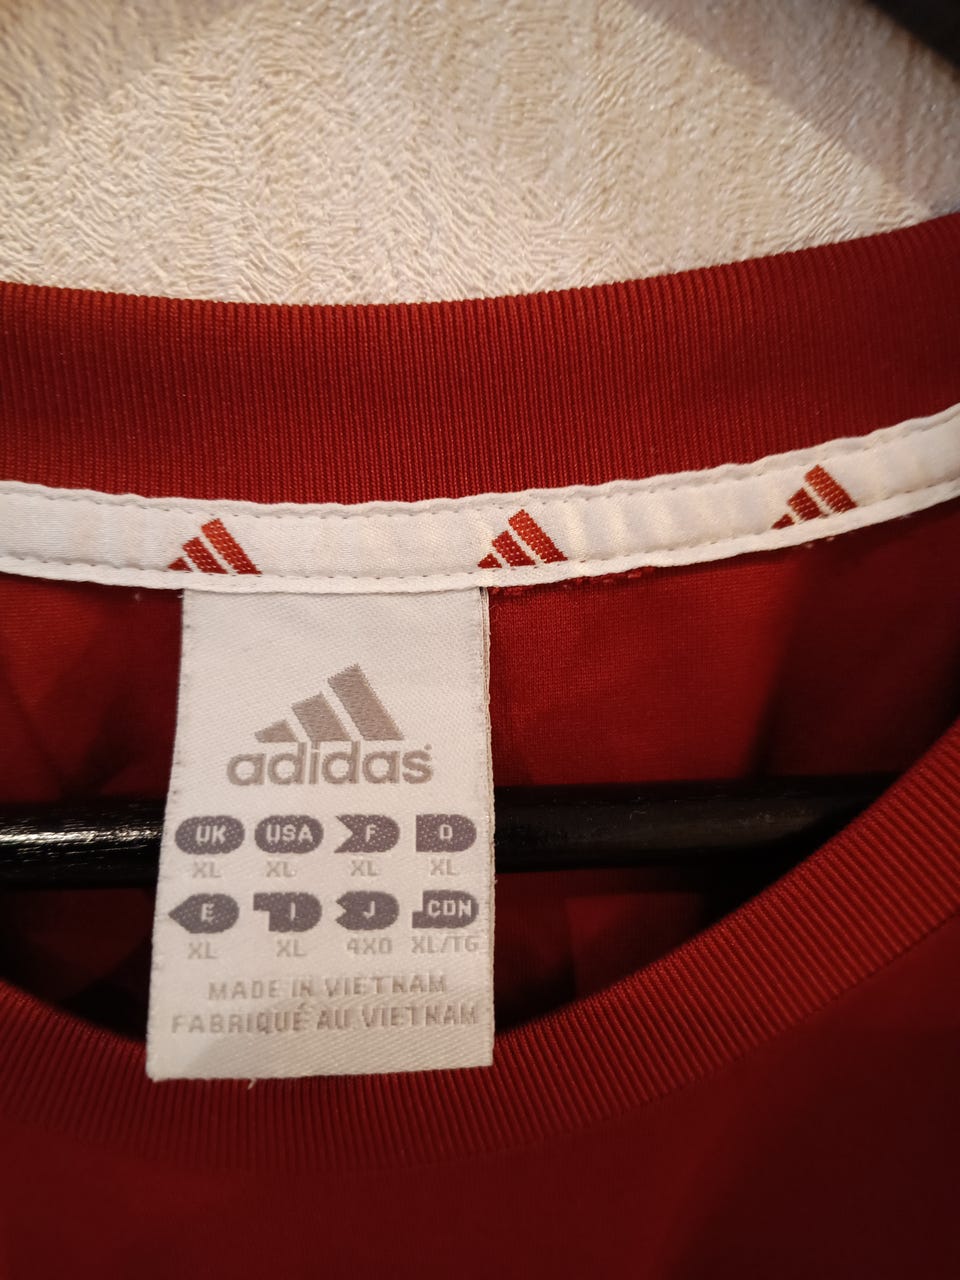 adidas
UK USA F D
XL XL XL XL
E I J CDN
XL XL 4XO XL/TG
MADE IN VIETNAM
FABRIQUÉ AU VIETNAM